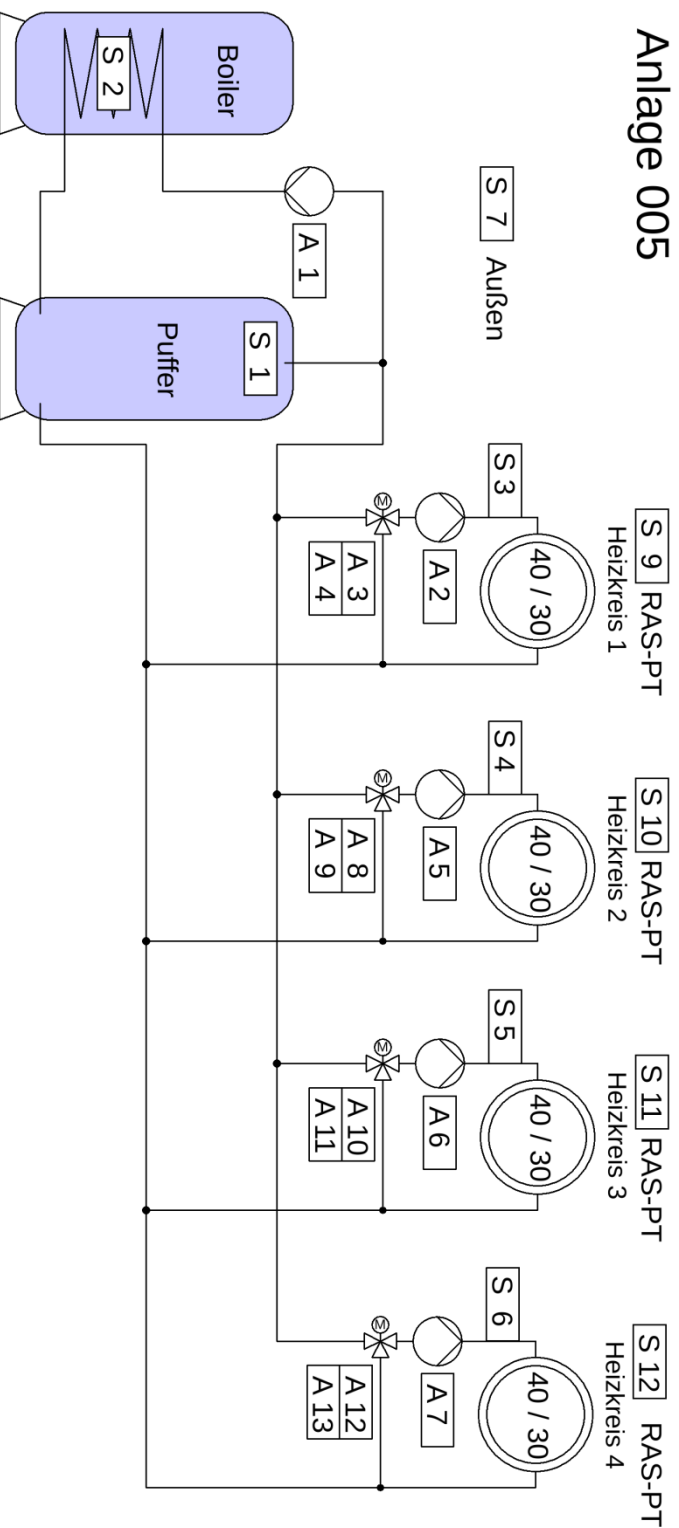 Anlage 005
S 7 Außen
Boiler
S 2
A 1
Puffer
S 1
S 9 RAS-PT
Heizkreis 1
40 / 30
S 3
A 2
M
A 3
A 4
S 10 RAS-PT
Heizkreis 2
40 / 30
S 4
A 5
M
A 8
A 9
S 11 RAS-PT
Heizkreis 3
40 / 30
S 5
A 6
M
A 10
A 11
S 12 RAS-PT
Heizkreis 4
40 / 30
S 6
A 7
M
A 12
A 13